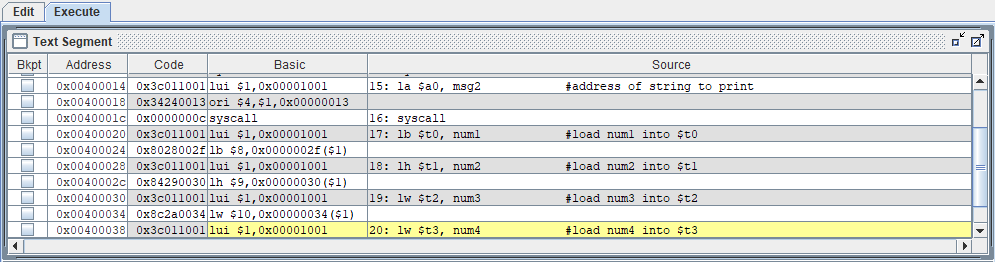 Edit Execute
Text Segment
Bkpt Address Code Basic Source
0x00400014 0x3c011001 lui $1,0x00001001 15: la $a0, msg2 #address of string to print
0x00400018 0x34240013 ori $4,$1,0x00000013
0x0040001c 0x0000000c syscall 16: syscall
0x00400020 0x3c011001 lui $1,0x00001001 17: lb $t0, num1 #load num1 into $t0
0x00400024 0x8028002f lb $8,0x0000002f($1)
0x00400028 0x3c011001 lui $1,0x00001001 18: lh $t1, num2 #load num2 into $t1
0x0040002c 0x84290030 lh $9,0x00000030($1)
0x00400030 0x3c011001 lui $1,0x00001001 19: lw $t2, num3 #load num3 into $t2
0x00400034 0x8c2a0034 lw $10,0x00000034($1)
0x00400038 0x3c011001 lui $1,0x00001001 20: lw $t3, num4 #load num4 into $t3